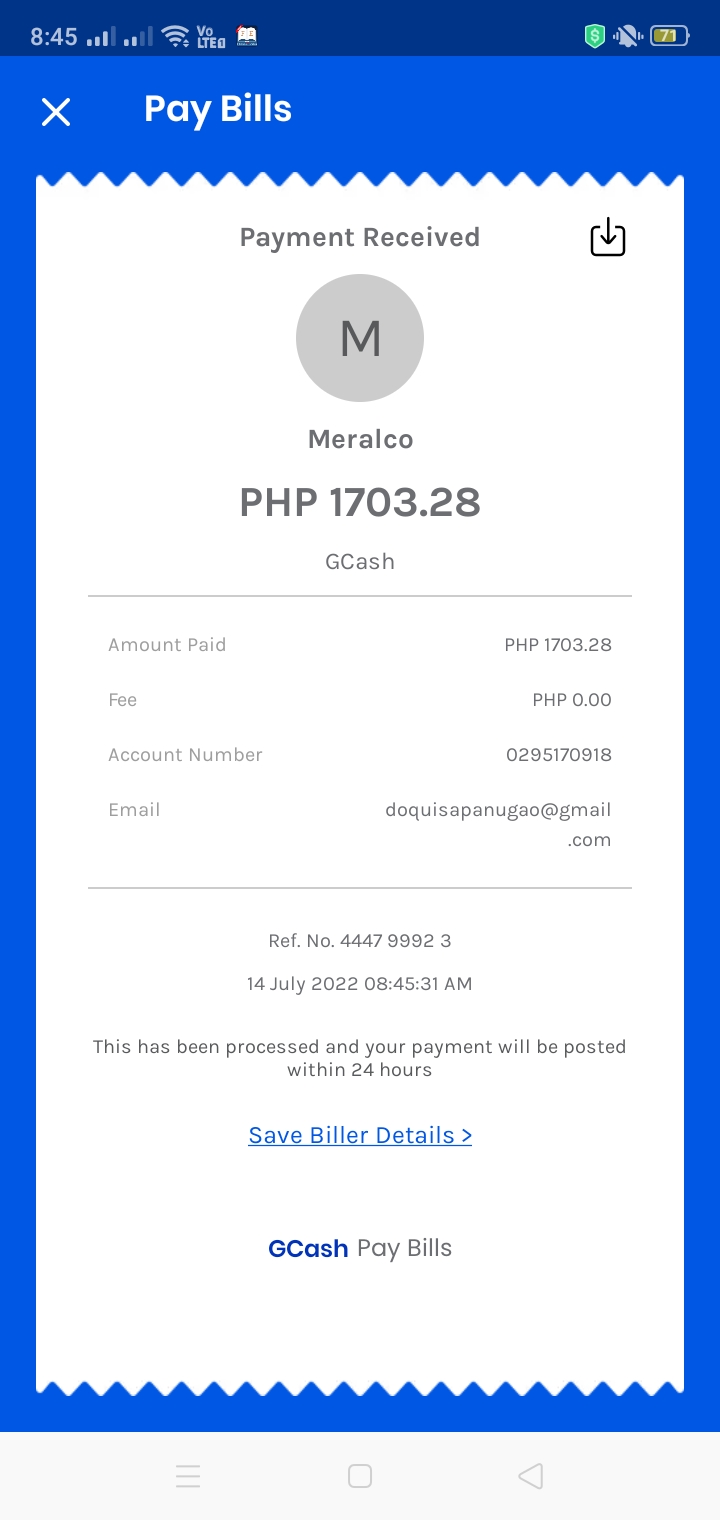 8:45
Vo
LTE
71
Pay Bills
Payment Received
M
Meralco
PHP 1703.28
GCash
Amount Paid PHP 1703.28
Fee PHP 0.00
Account Number 0295170918
Email doquisapanugao@gmail
.com
Ref. No. 4447 9992 3
14 July 2022 08:45:31 AM
This has been processed and your payment will be posted
within 24 hours
Save Biller Details >
GCash Pay Bills